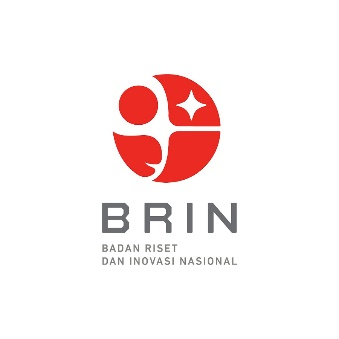 BRIN
BADAN RISET
DAN INOVASI NASIONAL